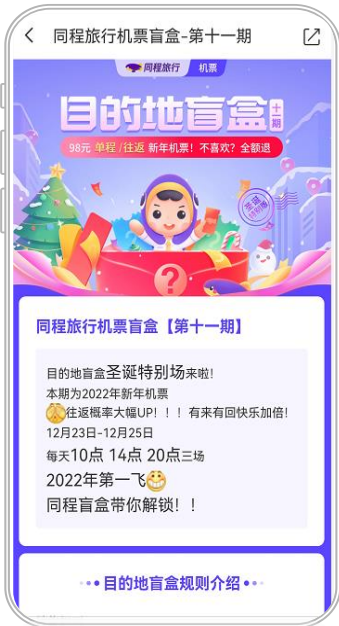 同程旅行机票盲盒-第十一期
同程旅行 机票
目的地盲盒 十一期
98元 单程/往返 新年机票！不喜欢？全额退
圣诞
特别场
?
同程旅行机票盲盒【第十一期】
目的地盲盒圣诞特别场来啦！
本期为2022年新年机票
往返概率大幅UP！！！有来有回快乐加倍！
12月23日-12月25日
每天10点 14点 20点三场
2022年第一飞
同程盲盒带你解锁！！
目的地盲盒规则介绍